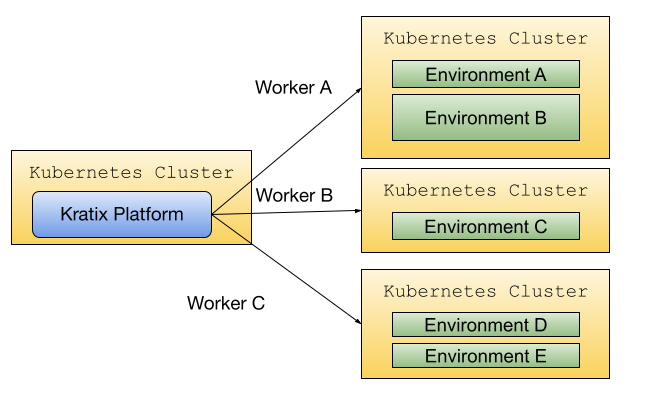 Kubernetes Cluster
Kratix Platform
Worker A
Worker B
Worker C
Kubernetes Cluster
Environment A
Environment B
Kubernetes Cluster
Environment C
Kubernetes Cluster
Environment D
Environment E